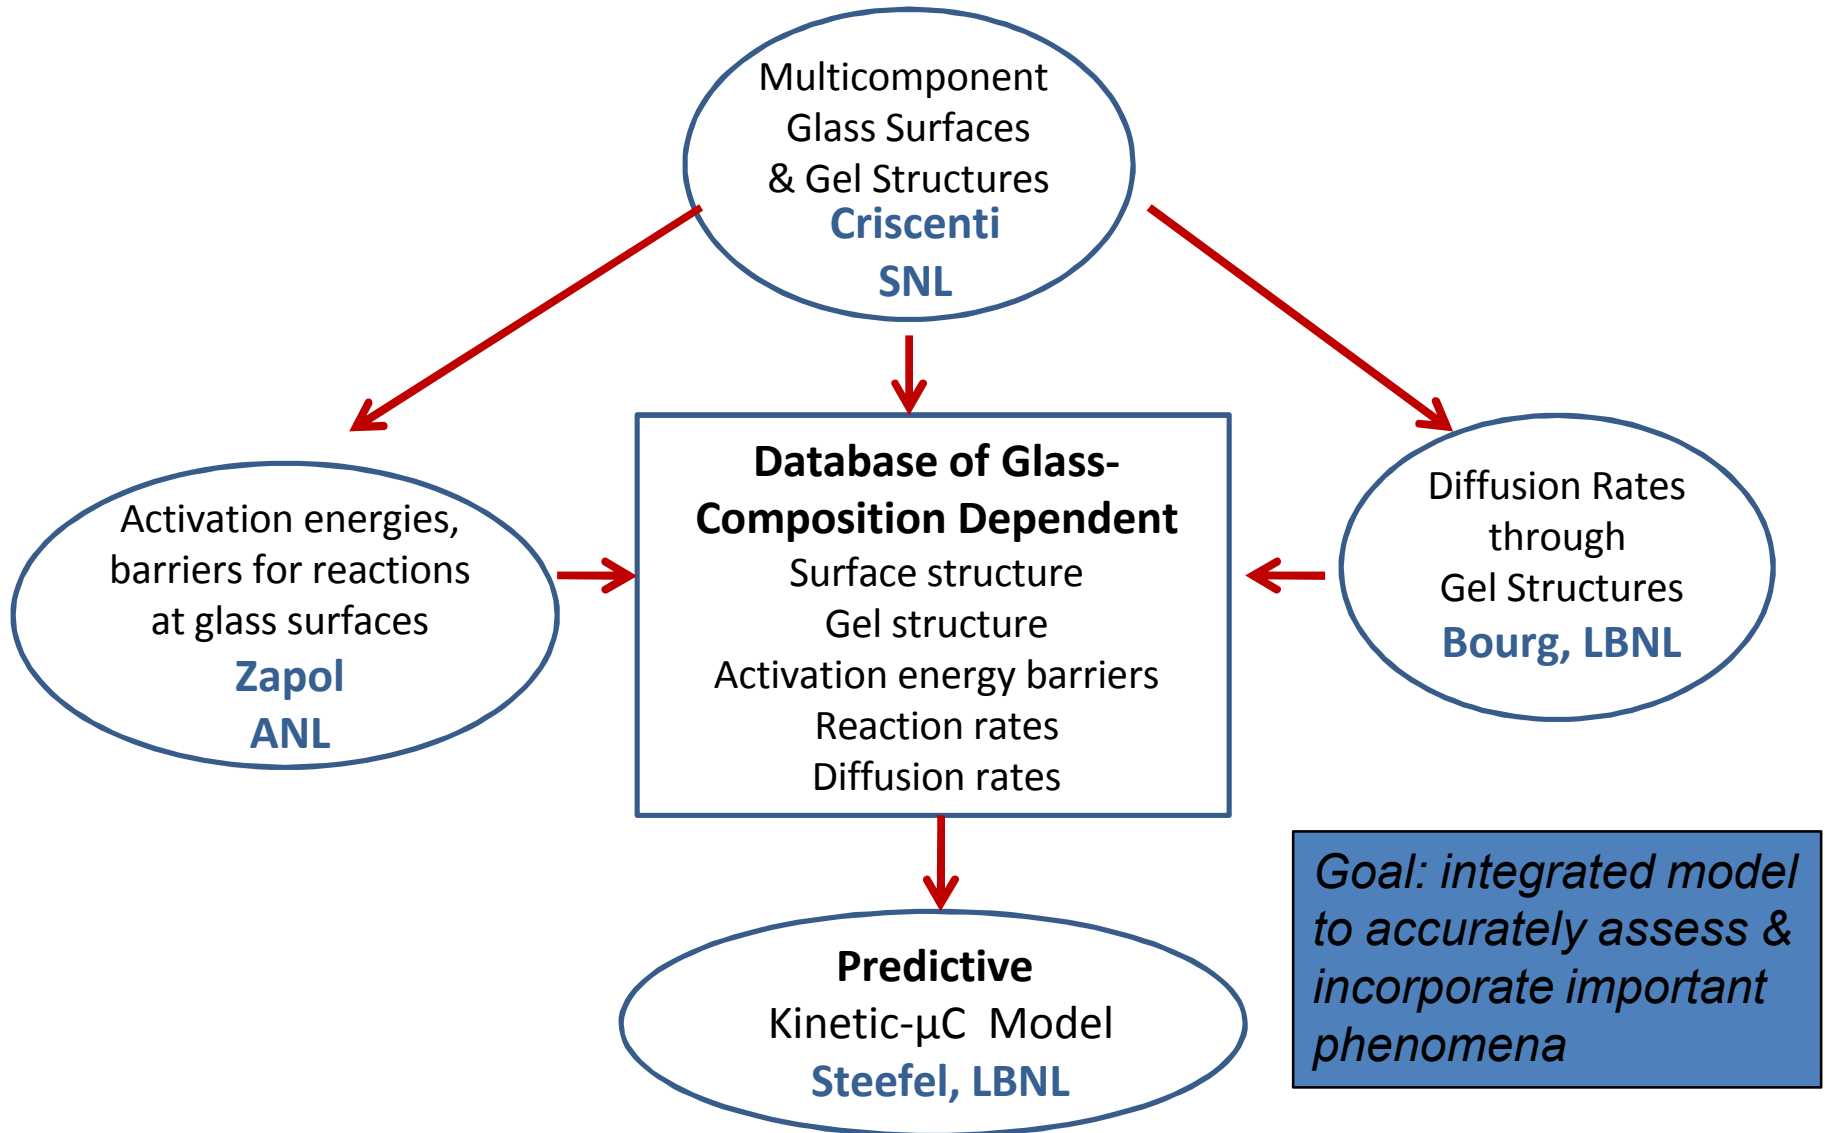 Multicomponent
Glass Surfaces
& Gel Structures
Criscenti
SNL
Activation energies,
barriers for reactions
at glass surfaces
Zapol
ANL
Database of Glass-
Composition Dependent
Surface structure
Gel structure
Activation energy barriers
Reaction rates
Diffusion rates
Diffusion Rates
through
Gel Structures
Bourg, LBNL
Predictive
Kinetic-µC Model
Steefel, LBNL
Goal: integrated model
to accurately assess &
incorporate important
phenomena